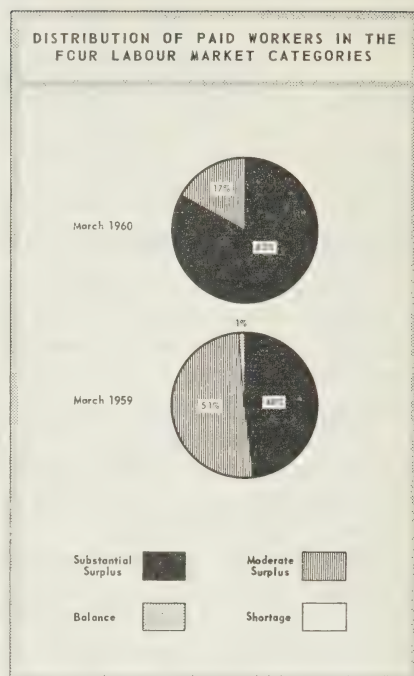 DISTRIBUTION OF PAID WORKERS IN THE
FOUR LABOUR MARKET CATEGORIES
17%
March 1960
1%
March 1959
51%
Substantial
Surplus
Moderate
Surplus
Balance
Shortage